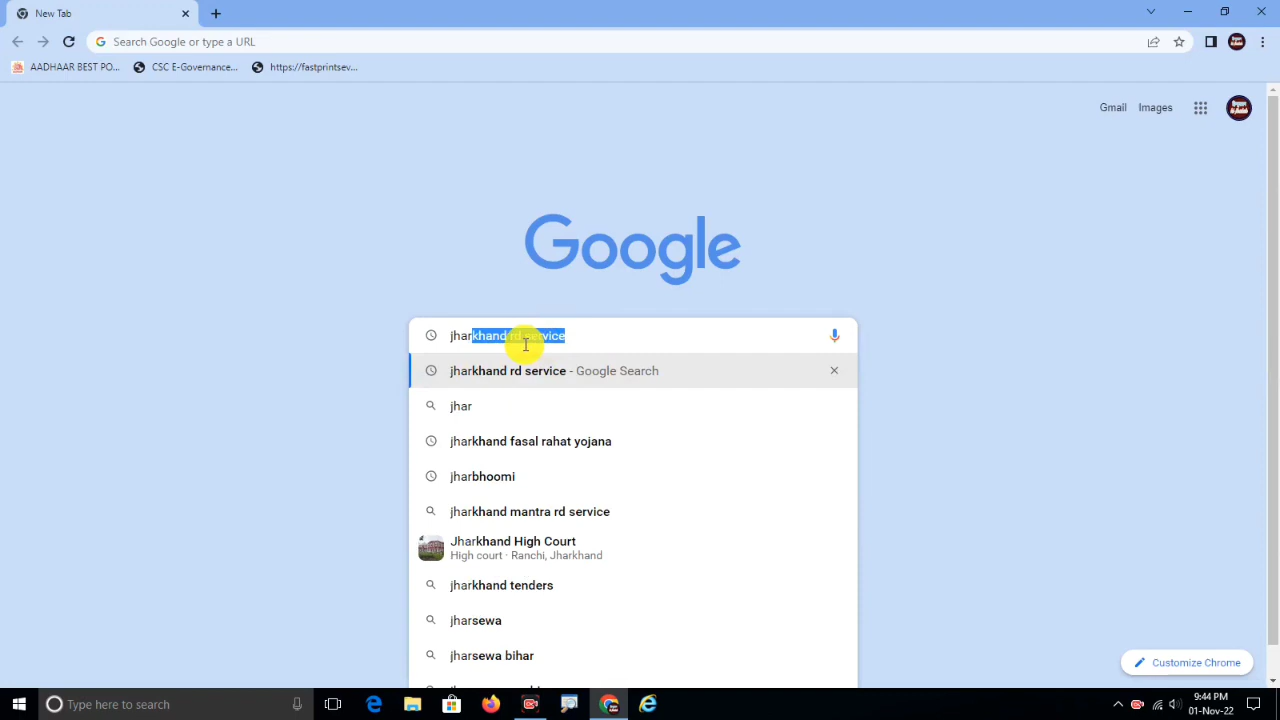 New Tab
Search Google or type a URL
AADHAAR BEST PO...
CSC E-Governance...
https://fastprintsev...
Gmail
Images
Google
jharkhand rd service
jharkhand rd service - Google Search
jhar
jharkhand fasal rahat yojana
jharbhoomi
jharkhand mantra rd service
Jharkhand High Court
High court · Ranchi, Jharkhand
jharkhand tenders
jharsewa
jharsewa bihar
Customize Chrome
Type here to search
9:44 PM
01-Nov-22